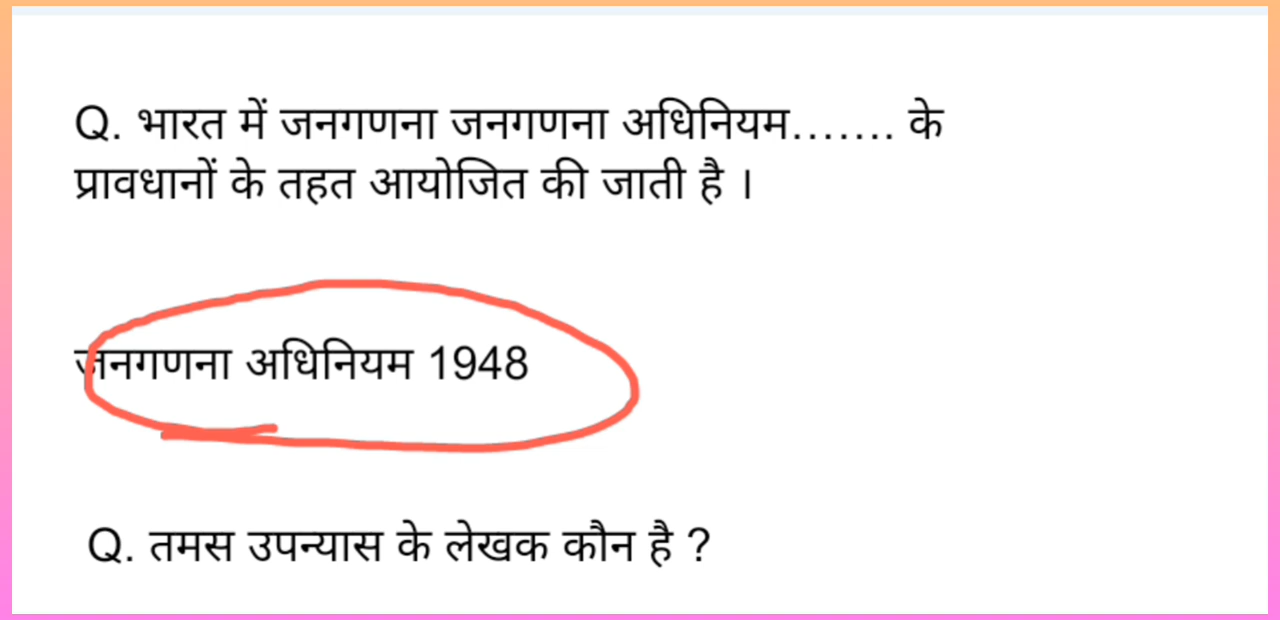 Q. भारत में जनगणना जनगणना अधिनियम....... के
प्रावधानों के तहत आयोजित की जाती है ।
जनगणना अधिनियम 1948
Q. तमस उपन्यास के लेखक कौन है ?